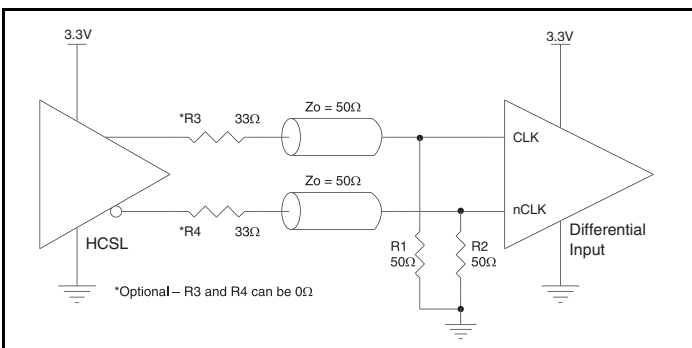 3.3V
3.3V
*R3 33Ω
Zo = 50Ω
CLK
Zo = 50Ω
nCLK
*R4 33Ω
HCSL
R1
50Ω
R2
50Ω
Differential
Input
*Optional – R3 and R4 can be 0Ω